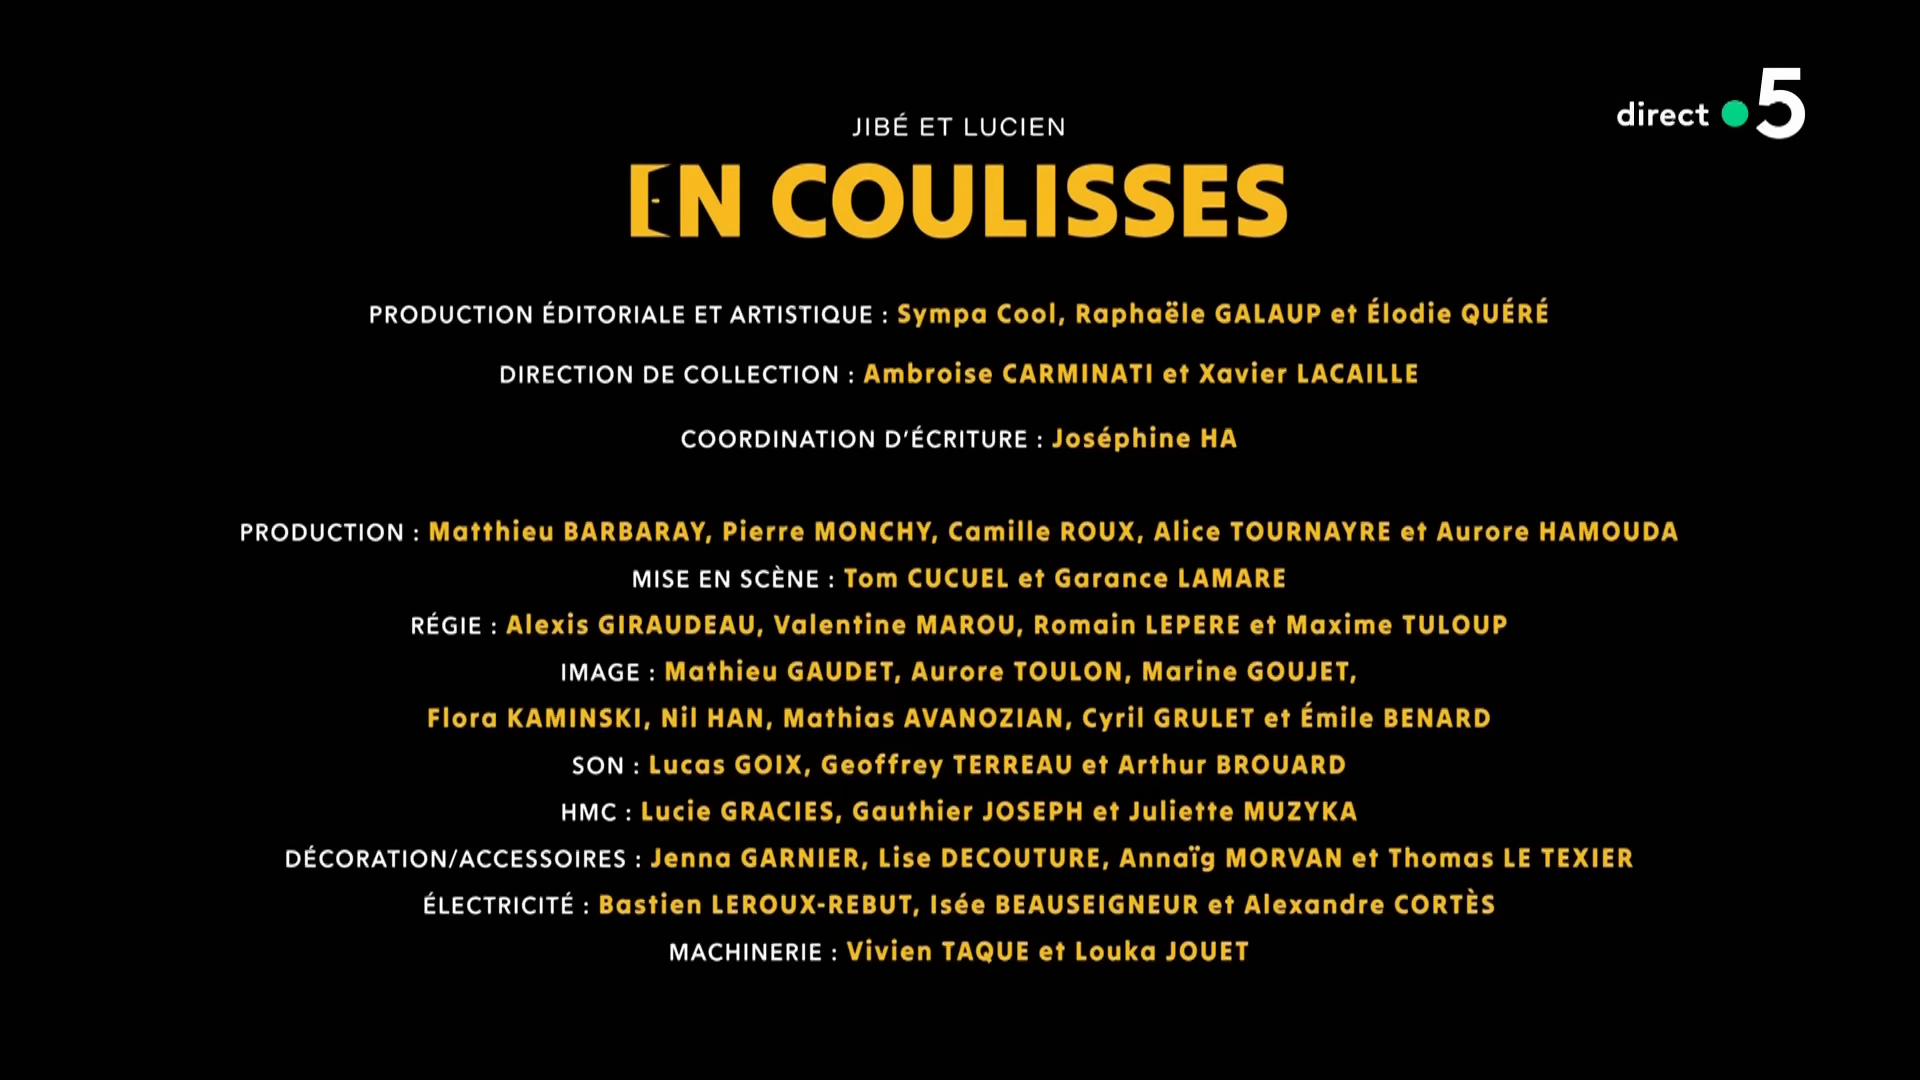 JIBÉ ET LUCIEN
direct 5
EN COULISSES
PRODUCTION ÉDITORIALE ET ARTISTIQUE : Sympa Cool, Raphaële GALAUP et Élodie QUÉRÉ
DIRECTION DE COLLECTION : Ambroise CARMINATI et Xavier LACAILLE
COORDINATION D'ÉCRITURE : Joséphine HA
PRODUCTION : Matthieu BARBARAY, Pierre MONCHY, Camille ROUX, Alice TOURNAYRE et Aurore HAMOUDA
MISE EN SCÈNE : Tom CUCUEL et Garance LAMARE
RÉGIE : Alexis GIRAUDEAU, Valentine MAROU, Romain LEPERE et Maxime TULOUP
IMAGE : Mathieu GAUDET, Aurore TOULON, Marine GOUJET,
Flora KAMINSKI, Nil HAN, Mathias AVANOZIAN, Cyril GRULET et Émile BENARD
SON : Lucas GOIX, Geoffrey TERREAU et Arthur BROUARD
HMC : Lucie GRACIES, Gauthier JOSEPH et Juliette MUZYKA
DÉCORATION/ACCESSOIRES : Jenna GARNIER, Lise DECOUTURE, Annaïg MORVAN et Thomas LE TEXIER
ÉLECTRICITÉ : Bastien LEROUX-REBUT, Isée BEAUSEIGNEUR et Alexandre CORTÈS
MACHINERIE : Vivien TAQUE et Louka JOUET